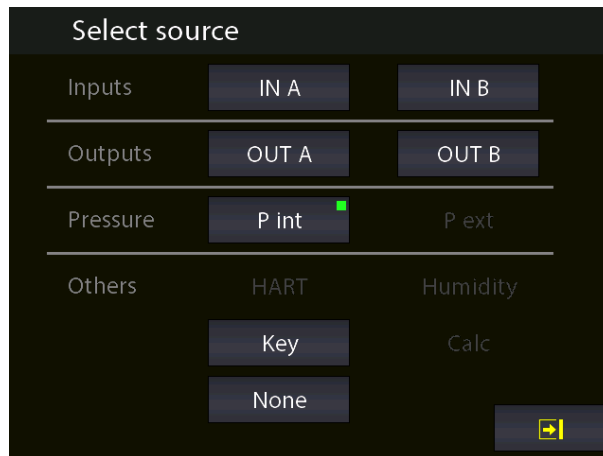 Select source
Inputs IN A IN B
Outputs OUT A OUT B
Pressure P int P ext
Others HART Humidity
Key Calc
None